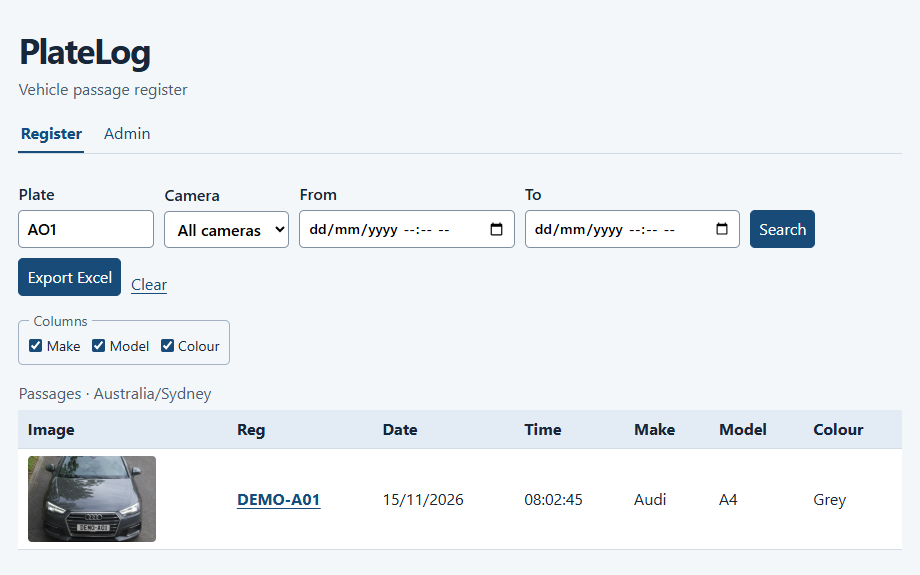 PlateLog
Vehicle passage register
Register Admin
Plate Camera From To
AO1 All cameras dd/mm/yyyy --:-- -- dd/mm/yyyy --:-- -- Search
Export Excel Clear
Columns
Make Model Colour
Passages · Australia/Sydney
Image Reg Date Time Make Model Colour
DEMO-A01 DEMO-A01 15/11/2026 08:02:45 Audi A4 Grey